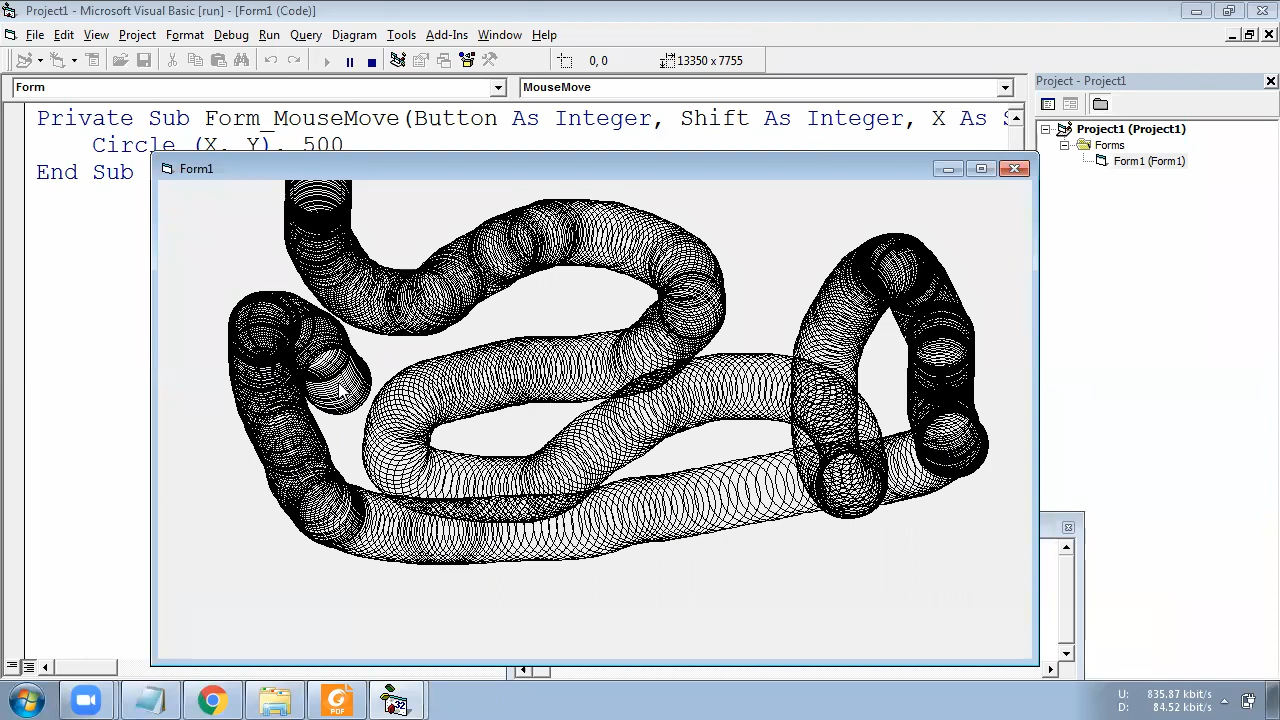 Project1 - Microsoft Visual Basic [run] - [Form1 (Code)]
File Edit View Project Format Debug Run Query Diagram Tools Add-Ins Window Help
0, 0 13350 x 7755
Form MouseMove
Project - Project1
Private Sub Form_MouseMove(Button As Integer, Shift As Integer, X As
Circle (X, Y), 500
End Sub
Project1 (Project1)
Forms
Form1 (Form1)
Form1
PDF
32
U: 835.87 kbit/s
D: 84.52 kbit/s